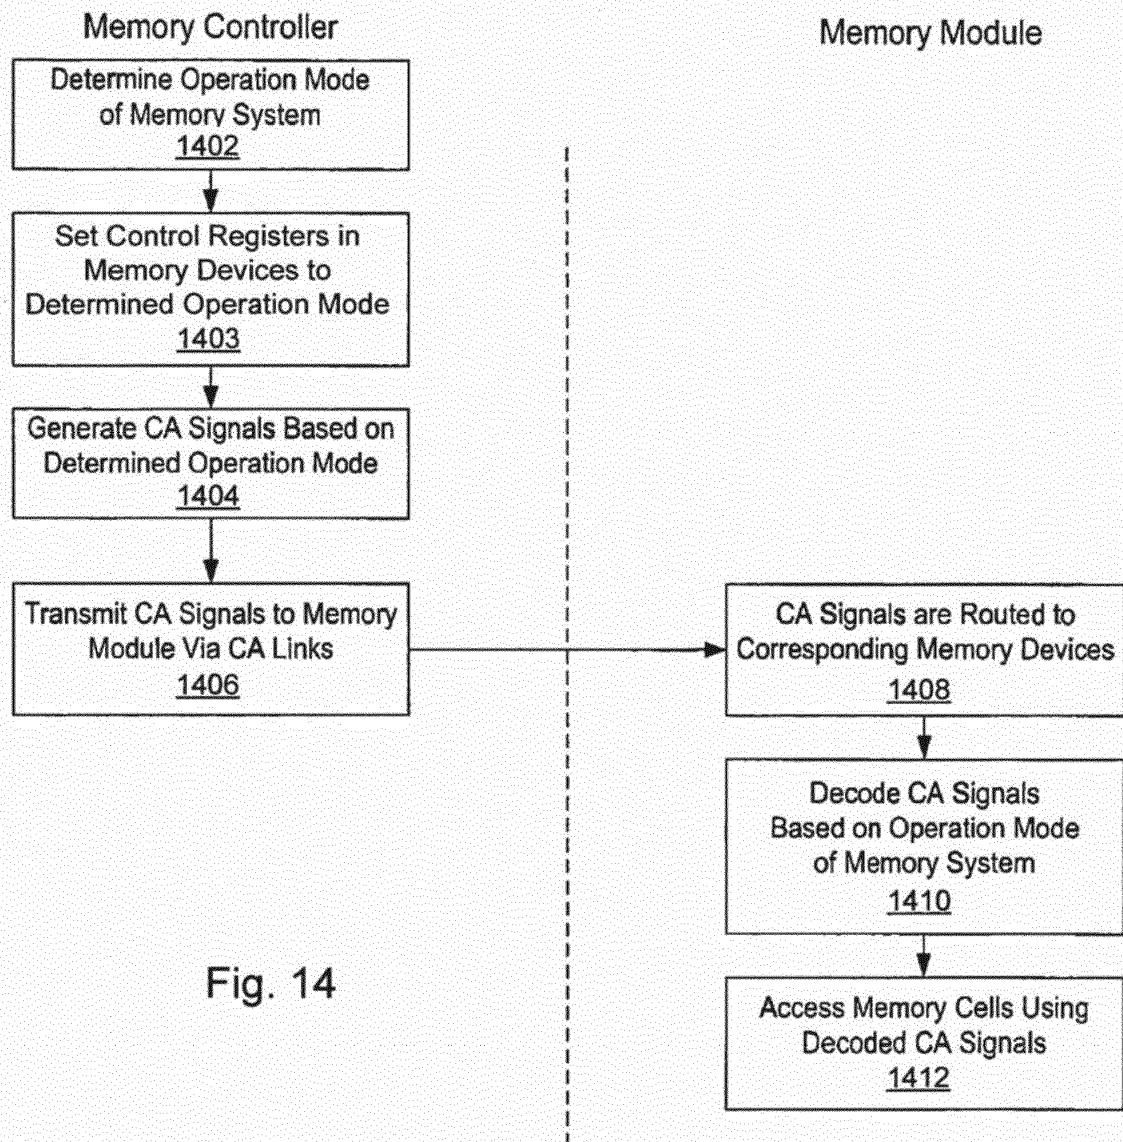 Memory Controller
Memory Module
Determine Operation Mode
of Memory System
1402
Set Control Registers in
Memory Devices to
Determined Operation Mode
1403
Generate CA Signals Based on
Determined Operation Mode
1404
Transmit CA Signals to Memory
Module Via CA Links
1406
CA Signals are Routed to
Corresponding Memory Devices
1408
Decode CA Signals
Based on Operation Mode
of Memory System
1410
Access Memory Cells Using
Decoded CA Signals
1412
Fig. 14